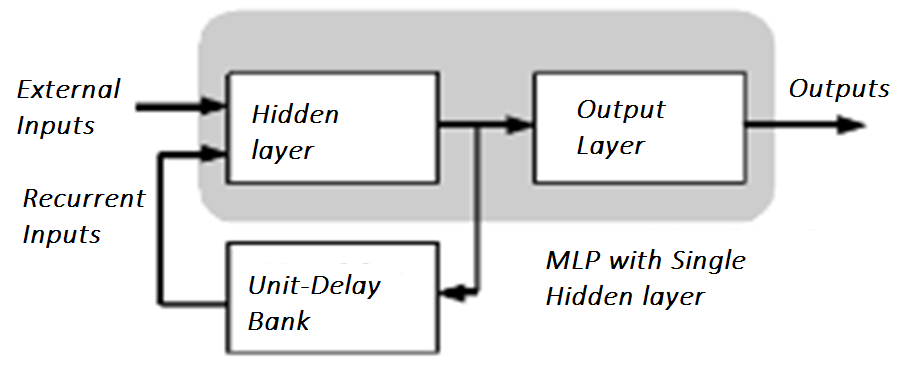 External
Inputs
Hidden
layer
Output
Layer
Outputs
Recurrent
Inputs
Unit-Delay
Bank
MLP with Single
Hidden layer